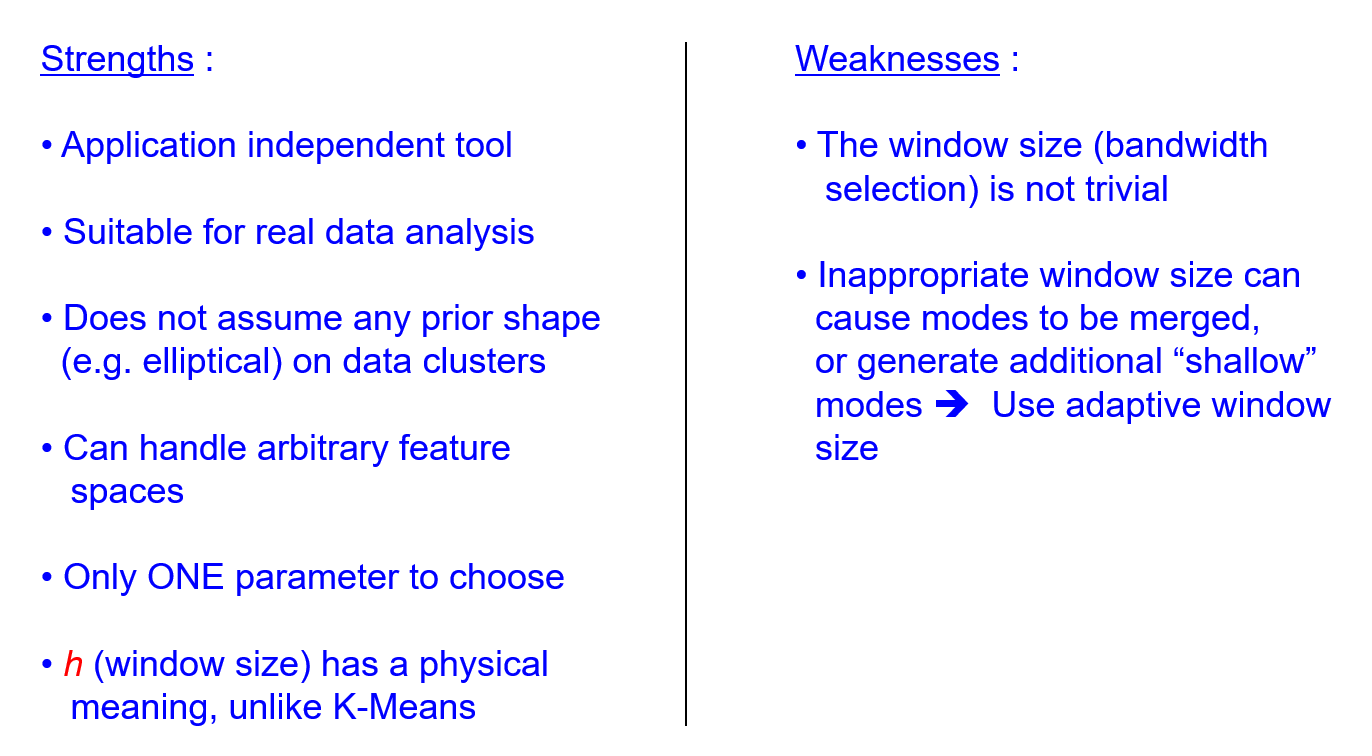 Strengths :
• Application independent tool
• Suitable for real data analysis
• Does not assume any prior shape
(e.g. elliptical) on data clusters
• Can handle arbitrary feature
spaces
• Only ONE parameter to choose
• h (window size) has a physical
meaning, unlike K-Means
Weaknesses :
• The window size (bandwidth
selection) is not trivial
• Inappropriate window size can
cause modes to be merged,
or generate additional “shallow”
modes ➔ Use adaptive window
size